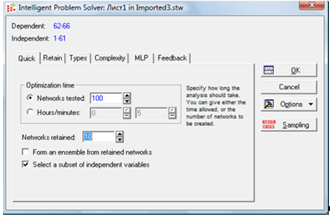 Intelligent Problem Solver: Лист1 in Imported3.stw
Dependent: 62-66
Independent: 1-61
Quick Retain Types Complexity MLP Feedback
Optimization time
Networks tested: 100
Hours/minutes: 0 5
Specify how long the
analysis should take.
You can give either the
time allowed, or the
number of networks to
be created.
Networks retained: 10
Form an ensemble from retained networks
Select a subset of independent variables
OK
Cancel
Options
Sampling